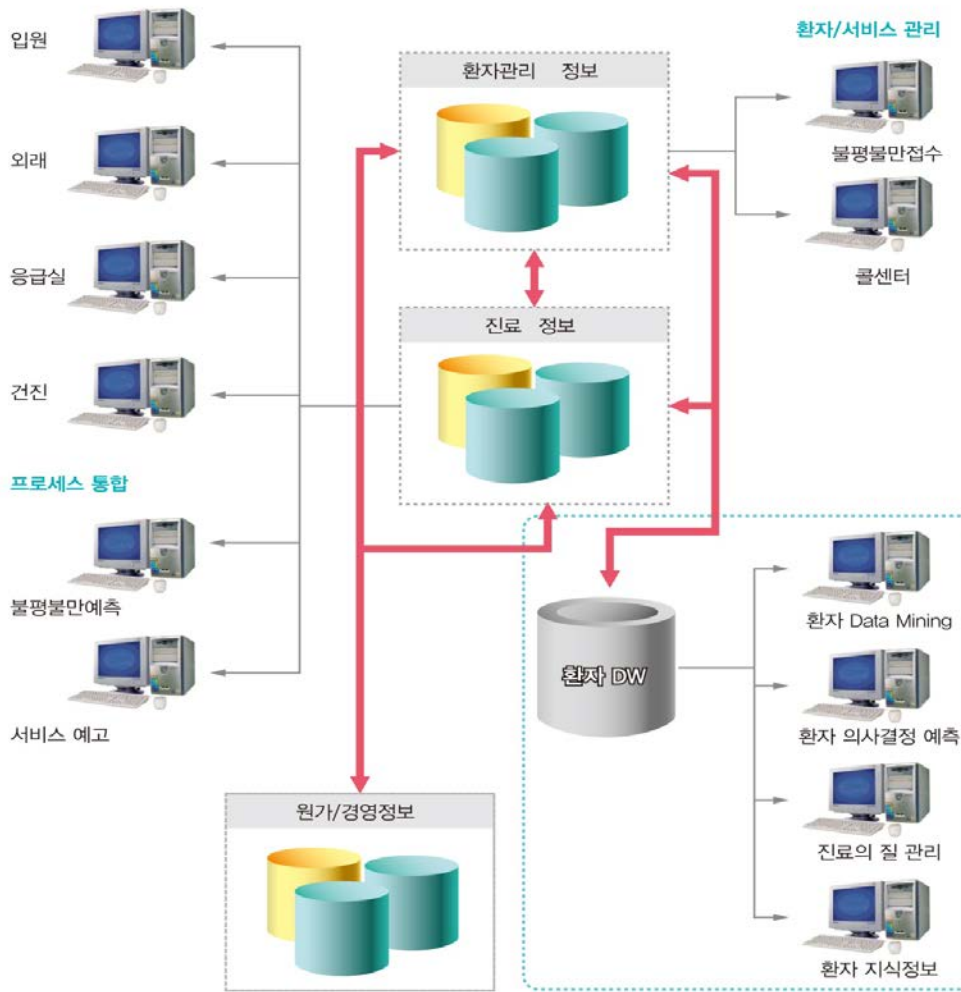 입원
외래
응급실
건진
프로세스 통합
불평불만예측
서비스 예고
환자관리 정보
진료 정보
원가/경영정보
환자/서비스 관리
불평불만접수
콜센터
환자 DW
환자 Data Mining
환자 의사결정 예측
진료의 질 관리
환자 지식정보